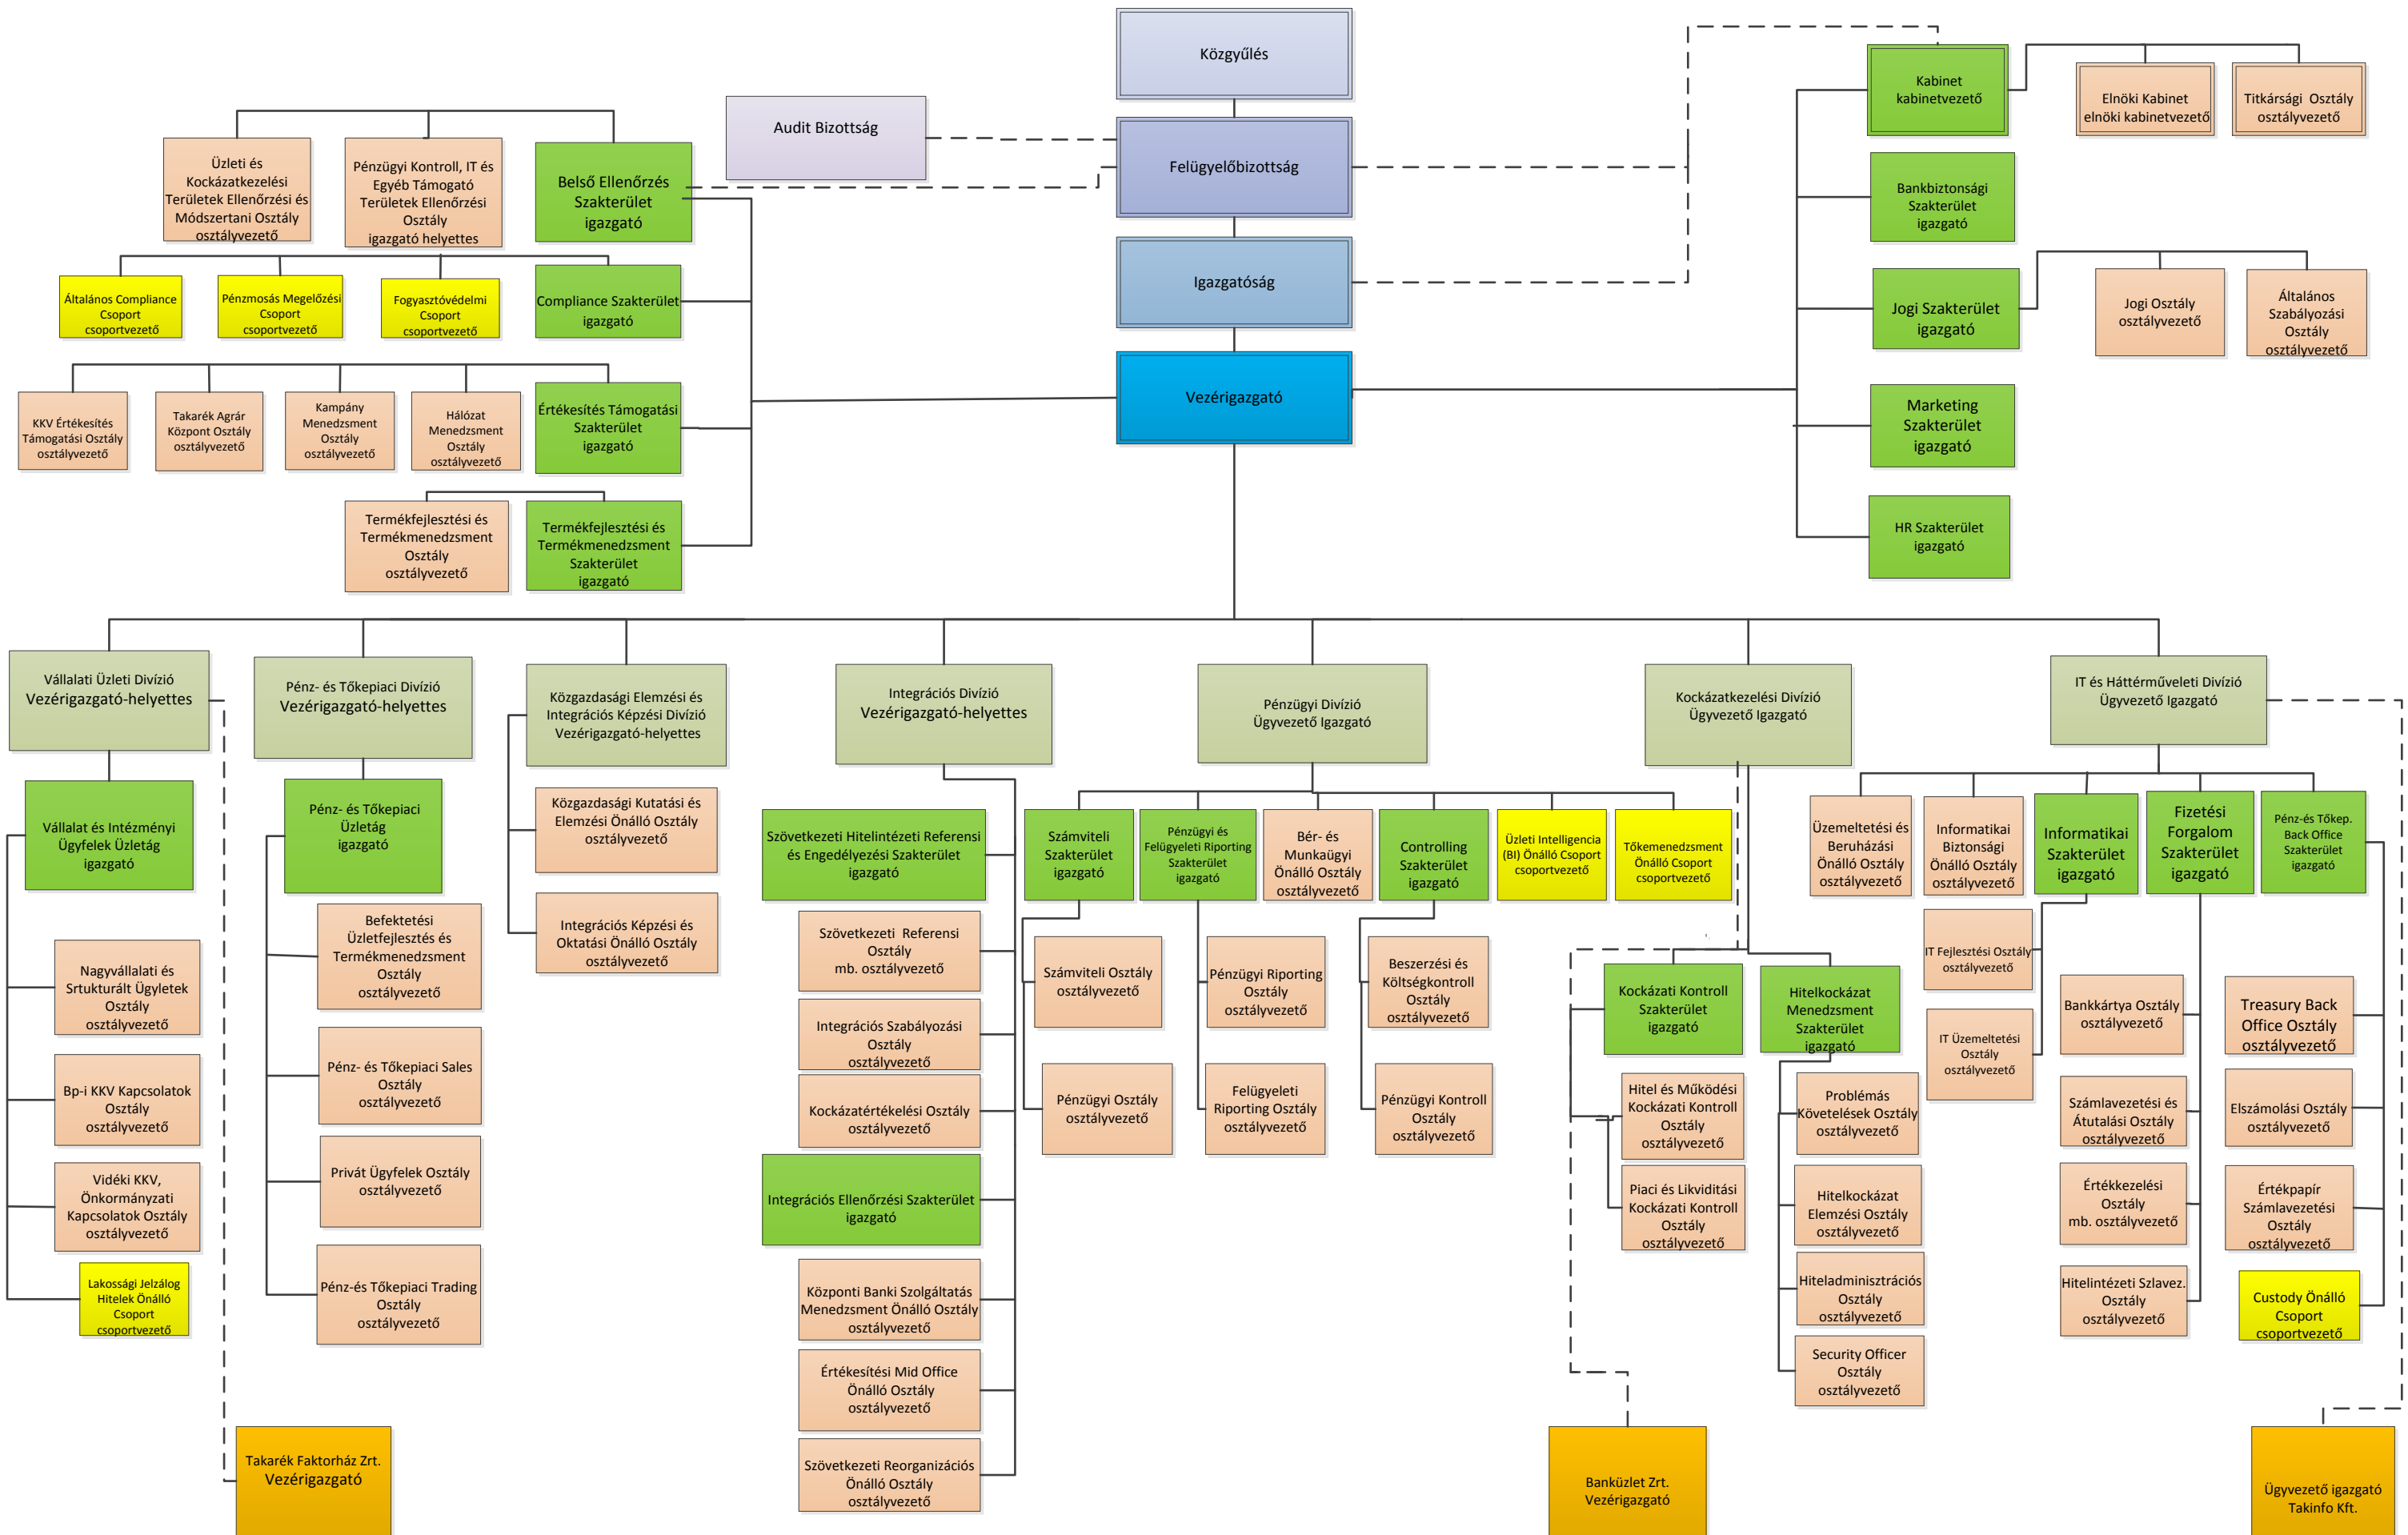 Közgyűlés
Audit Bizottság
Felügyelőbizottság
Igazgatóság
Vezérigazgató
Kabinet
kabinetvezető
Elnöki Kabinet
elnöki kabinetvezető
Titkársági Osztály
osztályvezető
Bankbiztonsági
Szakterület
igazgató
Jogi Szakterület
igazgató
Jogi Osztály
osztályvezető
Általános
Szabályozási
Osztály
osztályvezető
Marketing
Szakterület
igazgató
HR Szakterület
igazgató
Üzleti és
Kockázatkezelési
Területek Ellenőrzési és
Módszertani Osztály
osztályvezető
Pénzügyi Kontroll, IT és
Egyéb Támogató
Területek Ellenőrzési
Osztály
igazgató helyettes
Belső Ellenőrzés
Szakterület
igazgató
Általános Compliance
Csoport
csoportvezető
Pénzmosás Megelőzési
Csoport
csoportvezető
Fogyasztóvédelmi
Csoport
csoportvezető
Compliance Szakterület
igazgató
KKV Értékesítés
Támogatási Osztály
osztályvezető
Takarék Agrár
Központ Osztály
osztályvezető
Kampány
Menedzsment
Osztály
osztályvezető
Hálózat
Menedzsment
Osztály
osztályvezető
Értékesítés Támogatási
Szakterület
igazgató
Termékfejlesztési és
Termékmenedzsment
Osztály
osztályvezető
Termékfejlesztési és
Termékmenedzsment
Szakterület
igazgató
Vállalati Üzleti Divízió
Vezérigazgató-helyettes
Vállalat és Intézményi
Ügyfelek Üzletág
igazgató
Nagyvállalati és
Srtukturált Ügyletek
Osztály
osztályvezető
Bp-i KKV Kapcsolatok
Osztály
osztályvezető
Vidéki KKV,
Önkormányzati
Kapcsolatok Osztály
osztályvezető
Lakossági Jelzálog
Hitelek Önálló
Csoport
csoportvezető
Takarék Faktorház Zrt.
Vezérigazgató
Pénz- és Tőkepiaci Divízió
Vezérigazgató-helyettes
Pénz- és Tőkepiaci
Üzletág
igazgató
Befektetési
Üzletfejlesztés és
Termékmenedzsment
Osztály
osztályvezető
Pénz- és Tőkepiaci Sales
Osztály
osztályvezető
Privát Ügyfelek Osztály
osztályvezető
Pénz-és Tőkepiaci Trading
Osztály
osztályvezető
Közgazdasági Elemzési és
Integrációs Képzési Divízió
Vezérigazgató-helyettes
Közgazdasági Kutatási és
Elemzési Önálló Osztály
osztályvezető
Integrációs Képzési és
Oktatási Önálló Osztály
osztályvezető
Integrációs Divízió
Vezérigazgató-helyettes
Szövetkezeti Hitelintézeti Referensi
és Engedélyezési Szakterület
igazgató
Szövetkezeti Referensi
Osztály
mb. osztályvezető
Integrációs Szabályozási
Osztály
osztályvezető
Kockázatértékelési Osztály
osztályvezető
Integrációs Ellenőrzési Szakterület
igazgató
Központi Banki Szolgáltatás
Menedzsment Önálló Osztály
osztályvezető
Értékesítési Mid Office
Önálló Osztály
osztályvezető
Szövetkezeti Reorganizációs
Önálló Osztály
osztályvezető
Pénzügyi Divízió
Ügyvezető Igazgató
Számviteli
Szakterület
igazgató
Pénzügyi és
Felügyeleti Riporting
Szakterület
igazgató
Bér- és
Munkaügyi
Önálló Osztály
osztályvezető
Controlling
Szakterület
igazgató
Üzleti Intelligencia
(BI) Önálló Csoport
csoportvezető
Tőkemenedzsment
Önálló Csoport
csoportvezető
Számviteli Osztály
osztályvezető
Pénzügyi Osztály
osztályvezető
Pénzügyi Riporting
Osztály
osztályvezető
Felügyeleti
Riporting Osztály
osztályvezető
Beszerzési és
Költségkontroll
Osztály
osztályvezető
Pénzügyi Kontroll
Osztály
osztályvezető
Kockázatkezelési Divízió
Ügyvezető Igazgató
Kockázati Kontroll
Szakterület
igazgató
Hitel és Működési
Kockázati Kontroll
Osztály
osztályvezető
Piaci és Likviditási
Kockázati Kontroll
Osztály
osztályvezető
Hitelkockázat
Menedzsment
Szakterület
igazgató
Problémás
Követelések Osztály
osztályvezető
Hitelkockázat
Elemzési Osztály
osztályvezető
Hiteladminisztrációs
Osztály
osztályvezető
Security Officer
Osztály
osztályvezető
Banküzlet Zrt.
Vezérigazgató
IT és Háttérműveleti Divízió
Ügyvezető Igazgató
Üzemeltetési és
Beruházási
Önálló Osztály
osztályvezető
Informatikai
Biztonsági
Önálló Osztály
osztályvezető
Informatikai
Szakterület
igazgató
IT Fejlesztési Osztály
osztályvezető
IT Üzemeltetési
Osztály
osztályvezető
Fizetési
Forgalom
Szakterület
igazgató
Bankkártya Osztály
osztályvezető
Számlavezetési és
Átutalási Osztály
osztályvezető
Értékkezelési
Osztály
mb. osztályvezető
Hitelintézeti Szlavez.
Osztály
osztályvezető
Pénz-és Tőkep.
Back Office
Szakterület
igazgató
Treasury Back
Office Osztály
osztályvezető
Elszámolási Osztály
osztályvezető
Értékpapír
Számlavezetési
Osztály
osztályvezető
Custody Önálló
Csoport
csoportvezető
Ügyvezető igazgató
Takinfo Kft.